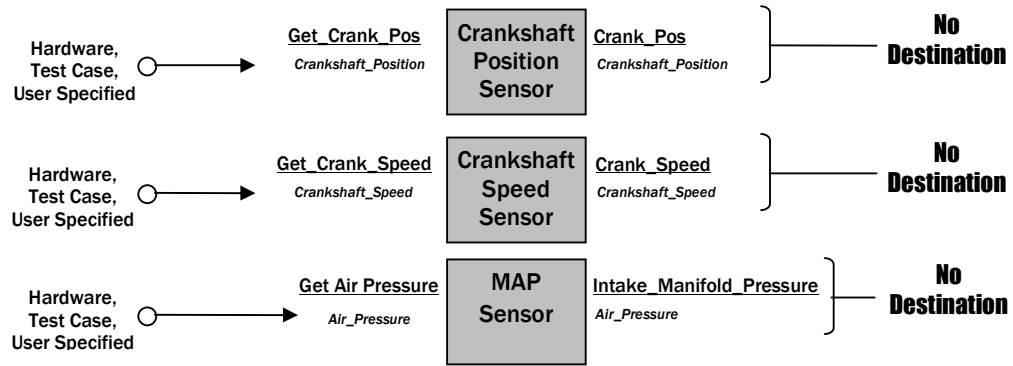 Hardware,
Test Case,
User Specified
Get_Crank_Pos
Crankshaft_Position
Crankshaft
Position
Sensor
Crank_Pos
Crankshaft_Position
No
Destination
Hardware,
Test Case,
User Specified
Get_Crank_Speed
Crankshaft_Speed
Crankshaft
Speed
Sensor
Crank_Speed
Crankshaft_Speed
No
Destination
Hardware,
Test Case,
User Specified
Get Air Pressure
Air_Pressure
MAP
Sensor
Intake_Manifold_Pressure
Air_Pressure
No
Destination